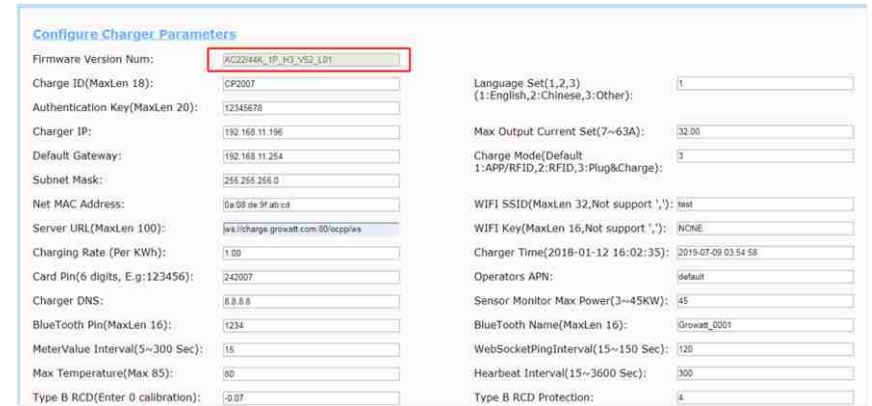 Configure Charger Parameters
Firmware Version Num: AC22/44K_1P_H3_V52_L01
Charge ID(MaxLen 18): CP2007
Language Set(1,2,3) 1
(1:English,2:Chinese,3:Other):
Authentication Key(MaxLen 20): 12345678
Charger IP: 192.168.11.196
Max Output Current Set(7~63A): 32.00
Default Gateway: 192.168.11.254
Charge Mode(Default 3
1:APP/RFID,2:RFID,3:Plug&Charge):
Subnet Mask: 255.255.255.0
Net MAC Address: 0a:08:de:9f:ab:cd
WIFI SSID(MaxLen 32,Not support ','): test
Server URL(MaxLen 100): ws://charge.growatt.com:80/ocpp/ws
WIFI Key(MaxLen 16,Not support ','): NONE
Charging Rate (Per KWh): 1.00
Charger Time(2018-01-12 16:02:35): 2019-07-09 03:54:58
Card Pin(6 digits, E.g:123456): 242007
Operators APN: default
Charger DNS: 8.8.8.8
Sensor Monitor Max Power(3~45KW): 45
BlueTooth Pin(MaxLen 16): 1234
BlueTooth Name(MaxLen 16): Growatt_0001
MeterValue Interval(5~300 Sec): 15
WebSocketPingInterval(15~150 Sec): 120
Max Temperature(Max 85): 80
Hearbeat Interval(15~3600 Sec): 300
Type B RCD(Enter 0 calibration): -0.07
Type B RCD Protection: 4